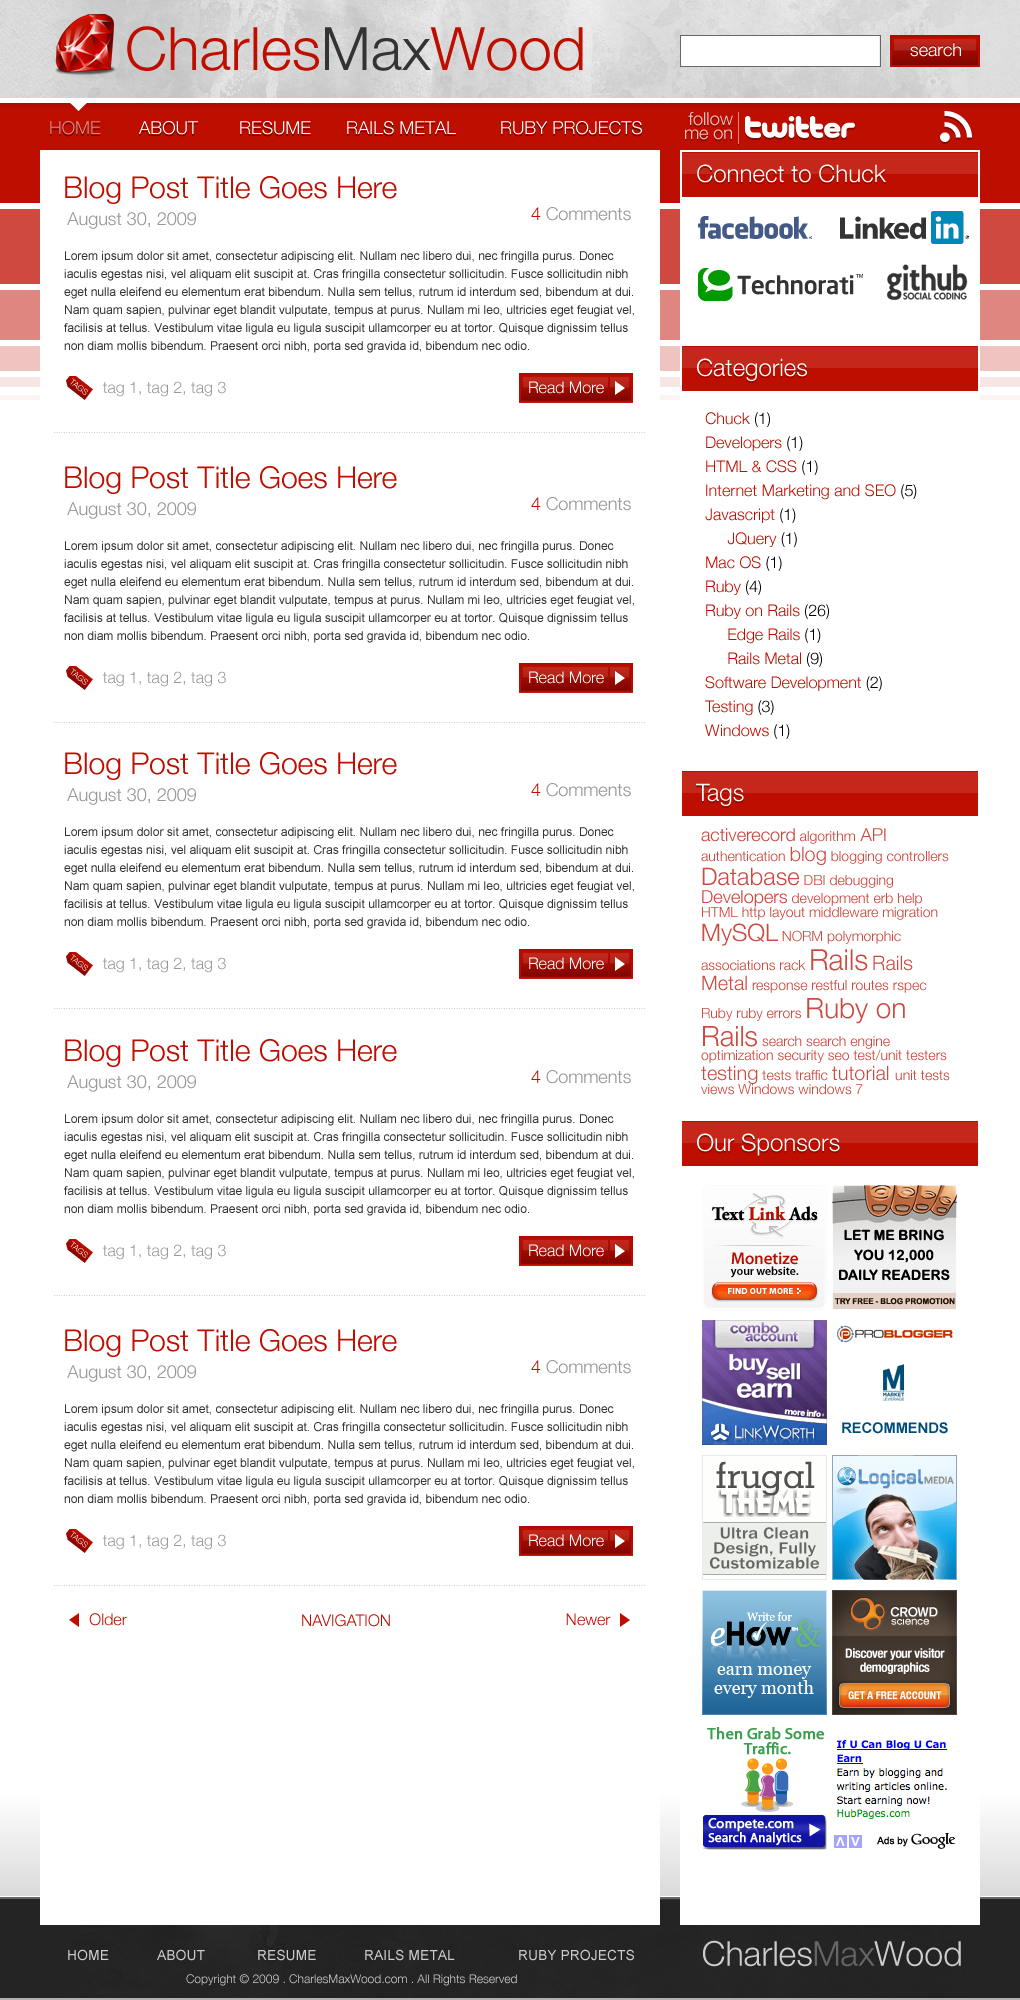 CharlesMaxWood
search
HOME ABOUT RESUME RAILS METAL RUBY PROJECTS
follow
me on twitter
Blog Post Title Goes Here
August 30, 2009
4 Comments
Lorem ipsum dolor sit amet, consectetur adipiscing elit. Nullam nec libero dui, nec fringilla purus. Donec
iaculis egestas nisi, vel aliquam elit suscipit at. Cras fringilla consectetur sollicitudin. Fusce sollicitudin nibh
eget nulla eleifend eu elementum erat bibendum. Nulla sem tellus, rutrum id interdum sed, bibendum at dui.
Nam quam sapien, pulvinar eget blandit vulputate, tempus at purus. Nullam mi leo, ultricies eget feugiat vel,
facilisis at tellus. Vestibulum vitae ligula eu ligula suscipit ullamcorper eu at tortor. Quisque dignissim tellus
non diam mollis bibendum. Praesent orci nibh, porta sed gravida id, bibendum nec odio.
TAGS tag 1, tag 2, tag 3
Read More
Blog Post Title Goes Here
August 30, 2009
4 Comments
Lorem ipsum dolor sit amet, consectetur adipiscing elit. Nullam nec libero dui, nec fringilla purus. Donec
iaculis egestas nisi, vel aliquam elit suscipit at. Cras fringilla consectetur sollicitudin. Fusce sollicitudin nibh
eget nulla eleifend eu elementum erat bibendum. Nulla sem tellus, rutrum id interdum sed, bibendum at dui.
Nam quam sapien, pulvinar eget blandit vulputate, tempus at purus. Nullam mi leo, ultricies eget feugiat vel,
facilisis at tellus. Vestibulum vitae ligula eu ligula suscipit ullamcorper eu at tortor. Quisque dignissim tellus
non diam mollis bibendum. Praesent orci nibh, porta sed gravida id, bibendum nec odio.
TAGS tag 1, tag 2, tag 3
Read More
Blog Post Title Goes Here
August 30, 2009
4 Comments
Lorem ipsum dolor sit amet, consectetur adipiscing elit. Nullam nec libero dui, nec fringilla purus. Donec
iaculis egestas nisi, vel aliquam elit suscipit at. Cras fringilla consectetur sollicitudin. Fusce sollicitudin nibh
eget nulla eleifend eu elementum erat bibendum. Nulla sem tellus, rutrum id interdum sed, bibendum at dui.
Nam quam sapien, pulvinar eget blandit vulputate, tempus at purus. Nullam mi leo, ultricies eget feugiat vel,
facilisis at tellus. Vestibulum vitae ligula eu ligula suscipit ullamcorper eu at tortor. Quisque dignissim tellus
non diam mollis bibendum. Praesent orci nibh, porta sed gravida id, bibendum nec odio.
TAGS tag 1, tag 2, tag 3
Read More
Blog Post Title Goes Here
August 30, 2009
4 Comments
Lorem ipsum dolor sit amet, consectetur adipiscing elit. Nullam nec libero dui, nec fringilla purus. Donec
iaculis egestas nisi, vel aliquam elit suscipit at. Cras fringilla consectetur sollicitudin. Fusce sollicitudin nibh
eget nulla eleifend eu elementum erat bibendum. Nulla sem tellus, rutrum id interdum sed, bibendum at dui.
Nam quam sapien, pulvinar eget blandit vulputate, tempus at purus. Nullam mi leo, ultricies eget feugiat vel,
facilisis at tellus. Vestibulum vitae ligula eu ligula suscipit ullamcorper eu at tortor. Quisque dignissim tellus
non diam mollis bibendum. Praesent orci nibh, porta sed gravida id, bibendum nec odio.
TAGS tag 1, tag 2, tag 3
Read More
Blog Post Title Goes Here
August 30, 2009
4 Comments
Lorem ipsum dolor sit amet, consectetur adipiscing elit. Nullam nec libero dui, nec fringilla purus. Donec
iaculis egestas nisi, vel aliquam elit suscipit at. Cras fringilla consectetur sollicitudin. Fusce sollicitudin nibh
eget nulla eleifend eu elementum erat bibendum. Nulla sem tellus, rutrum id interdum sed, bibendum at dui.
Nam quam sapien, pulvinar eget blandit vulputate, tempus at purus. Nullam mi leo, ultricies eget feugiat vel,
facilisis at tellus. Vestibulum vitae ligula eu ligula suscipit ullamcorper eu at tortor. Quisque dignissim tellus
non diam mollis bibendum. Praesent orci nibh, porta sed gravida id, bibendum nec odio.
TAGS tag 1, tag 2, tag 3
Read More
Older NAVIGATION Newer
Connect to Chuck
facebook. Linked in
Technorati™ github
SOCIAL CODING
Categories
Chuck (1)
Developers (1)
HTML & CSS (1)
Internet Marketing and SEO (5)
Javascript (1)
JQuery (1)
Mac OS (1)
Ruby (4)
Ruby on Rails (26)
Edge Rails (1)
Rails Metal (9)
Software Development (2)
Testing (3)
Windows (1)
Tags
activerecord algorithm API
authentication blog blogging controllers
Database DBI debugging
Developers development erb help
HTML http layout middleware migration
MySQL NORM polymorphic
associations rack Rails Rails
Metal response restful routes rspec
Ruby ruby errors Ruby on
Rails search search engine
optimization security seo test/unit testers
testing tests traffic tutorial unit tests
views Windows windows 7
Our Sponsors
Text Link Ads
Monetize
your website.
FIND OUT MORE
LET ME BRING
YOU 12,000
DAILY READERS
TRY FREE - BLOG PROMOTION
combo
account
buy
sell
earn
more info
LINKWORTH
PROBLOGGER
M
MARKET
LEVERAGE
RECOMMENDS
frugal
THEME
Ultra Clean
Design, Fully
Customizable
Logical MEDIA
Write for
eHow &
earn money
every month
CROWD
science
Discover your visitor
demographics
GET A FREE ACCOUNT
Then Grab Some
Traffic.
Compete.com
Search Analytics
If U Can Blog U Can
Earn
Earn by blogging and
writing articles online.
Start earning now!
HubPages.com
Ads by Google
HOME ABOUT RESUME RAILS METAL RUBY PROJECTS
Copyright © 2009 . CharlesMaxWood.com . All Rights Reserved
CharlesMaxWood